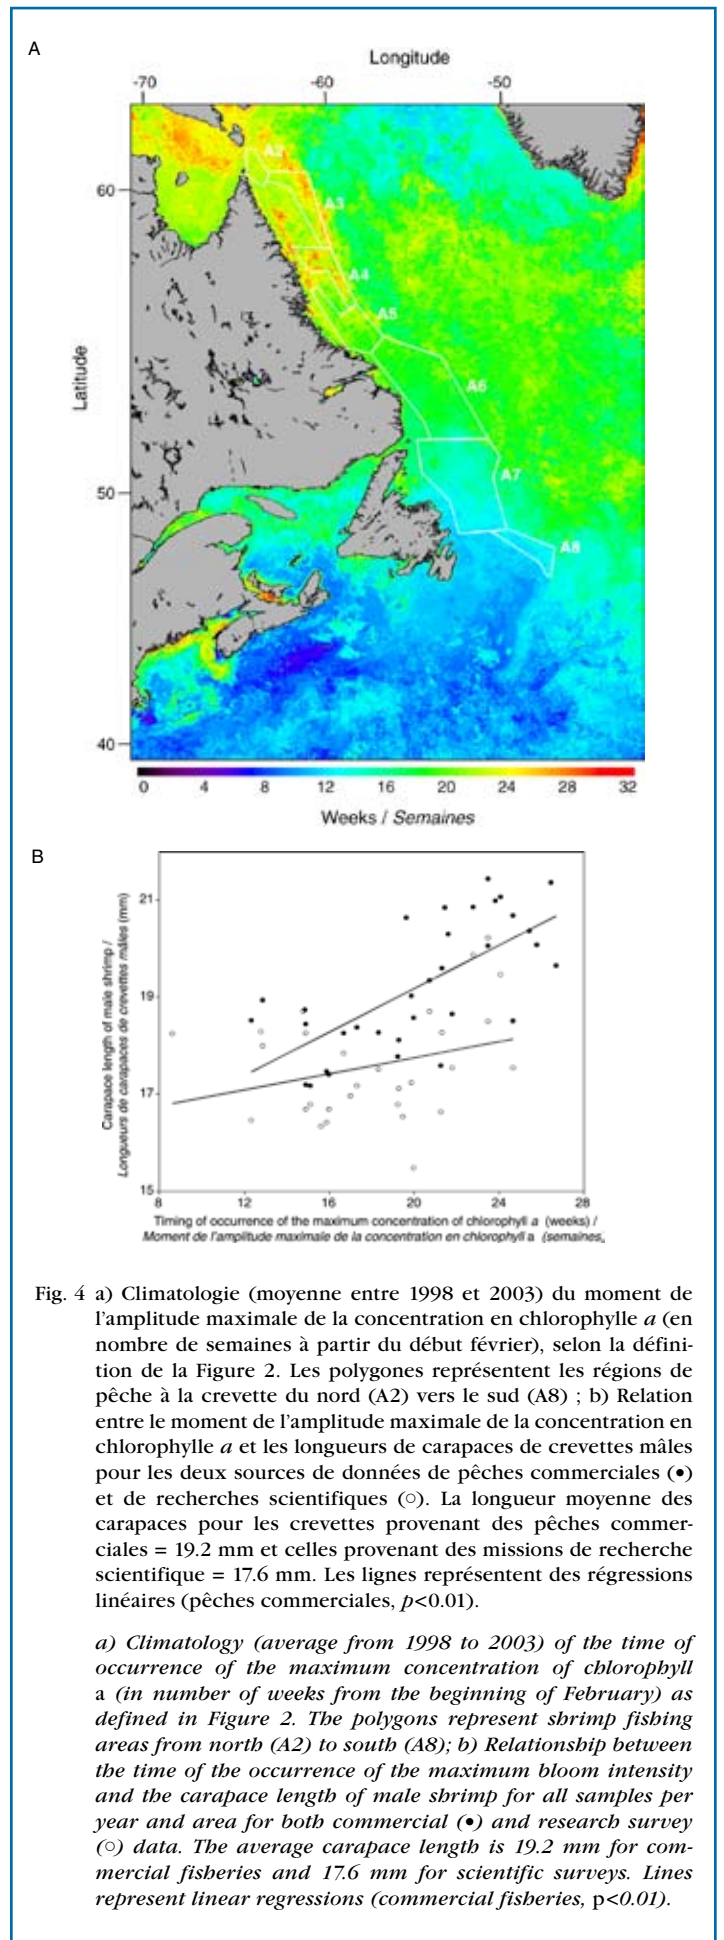 A
Longitude
-70 -60 -50
A2
60
A3
A4
A5
Latitude
A6
50
A7
A8
40
0 4 8 12 16 20 24 28 32
Weeks / Semaines
B
Carapace length of male shrimp /
Longueurs de carapaces de crevettes mâles (mm)
21
19
17
15
8 12 16 20 24 28
Timing of occurrence of the maximum concentration of chlorophyll a (weeks) /
Moment de l'amplitude maximale de la concentration en chlorophyll a (semaines,
Fig. 4 a) Climatologie (moyenne entre 1998 et 2003) du moment de
l'amplitude maximale de la concentration en chlorophylle a (en
nombre de semaines à partir du début février), selon la défini-
tion de la Figure 2. Les polygones représentent les régions de
pêche à la crevette du nord (A2) vers le sud (A8) ; b) Relation
entre le moment de l'amplitude maximale de la concentration en
chlorophylle a et les longueurs de carapaces de crevettes mâles
pour les deux sources de données de pêches commerciales (•)
et de recherches scientifiques (○). La longueur moyenne des
carapaces pour les crevettes provenant des pêches commer-
ciales = 19.2 mm et celles provenant des missions de recherche
scientifique = 17.6 mm. Les lignes représentent des régressions
linéaires (pêches commerciales, p<0.01).
a) Climatology (average from 1998 to 2003) of the time of
occurrence of the maximum concentration of chlorophyll
a (in number of weeks from the beginning of February) as
defined in Figure 2. The polygons represent shrimp fishing
areas from north (A2) to south (A8); b) Relationship between
the time of the occurrence of the maximum bloom intensity
and the carapace length of male shrimp for all samples per
year and area for both commercial (•) and research survey
(○) data. The average carapace length is 19.2 mm for com-
mercial fisheries and 17.6 mm for scientific surveys. Lines
represent linear regressions (commercial fisheries, p<0.01).